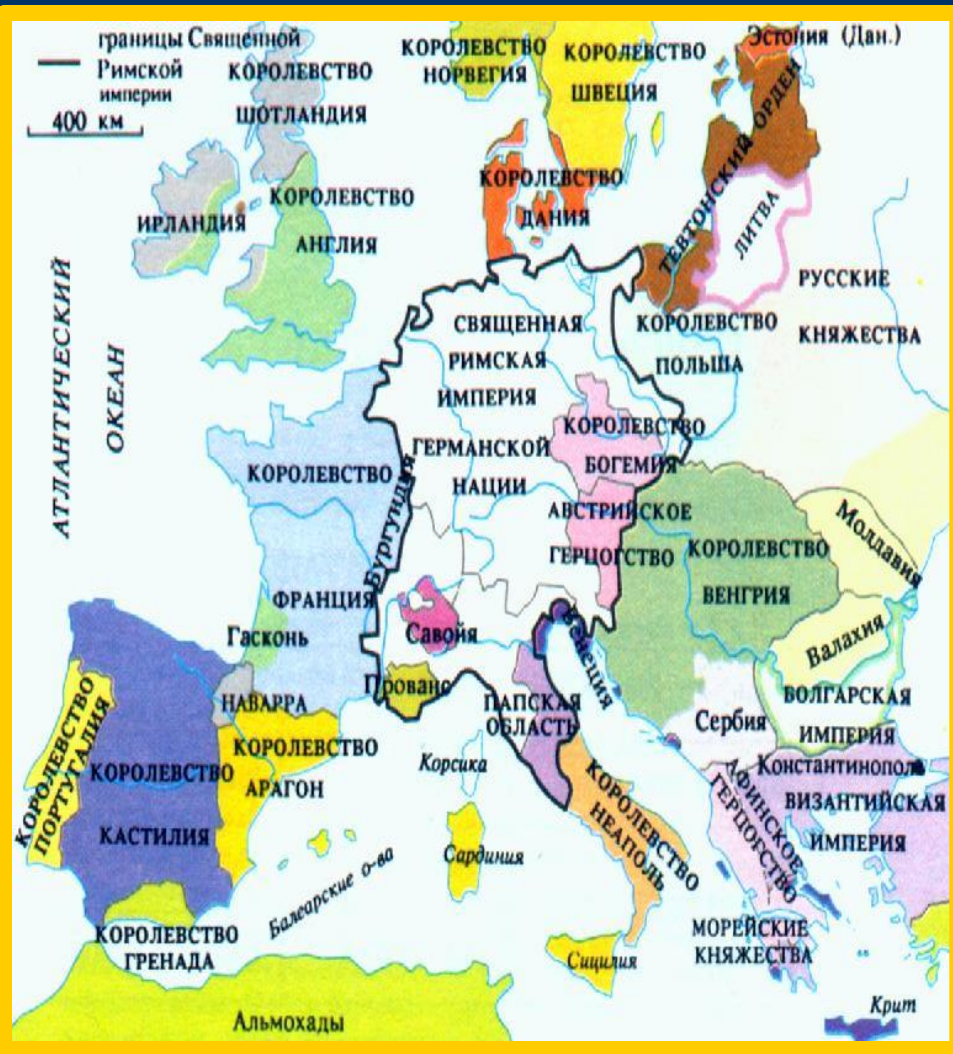 границы Священной
Римской
империи
400 км
КОРОЛЕВСТВО
ШОТЛАНДИЯ
КОРОЛЕВСТВО
НОРВЕГИЯ
КОРОЛЕВСТВО
ШВЕЦИЯ
Эстония (Дан.)
ТЕВТОНСКИЙ ОРДЕН
ЛИТВА
ИРЛАНДИЯ
КОРОЛЕВСТВО
АНГЛИЯ
КОРОЛЕВСТВО
ДАНИЯ
РУССКИЕ
КНЯЖЕСТВА
АТЛАНТИЧЕСКИЙ
ОКЕАН
СВЯЩЕННАЯ
РИМСКАЯ
ИМПЕРИЯ
ГЕРМАНСКОЙ
НАЦИИ
КОРОЛЕВСТВО
ПОЛЬША
КОРОЛЕВСТВО
БОГЕМИЯ
АВСТРИЙСКОЕ
ГЕРЦОГСТВО
КОРОЛЕВСТВО
ФРАНЦИЯ
Бургундия
КОРОЛЕВСТВО
ВЕНГРИЯ
Молдавия
Валахия
Гасконь
Савойя
Венеция
НАВАРРА
Прованс
ПАПСКАЯ
ОБЛАСТЬ
Сербия
БОЛГАРСКАЯ
ИМПЕРИЯ
КОРОЛЕВСТВО
ПОРТУГАЛИЯ
КОРОЛЕВСТВО
КАСТИЛИЯ
КОРОЛЕВСТВО
АРАГОН
Корсика
КОРОЛЕВСТВО
НЕАПОЛЬ
АФИНСКОЕ
ГЕРЦОГСТВО
Константинополь
ВИЗАНТИЙСКАЯ
ИМПЕРИЯ
Балеарские о-ва
Сардиния
КОРОЛЕВСТВО
ГРЕНАДА
Сицилия
МОРЕЙСКИЕ
КНЯЖЕСТВА
Альмохады
Крит